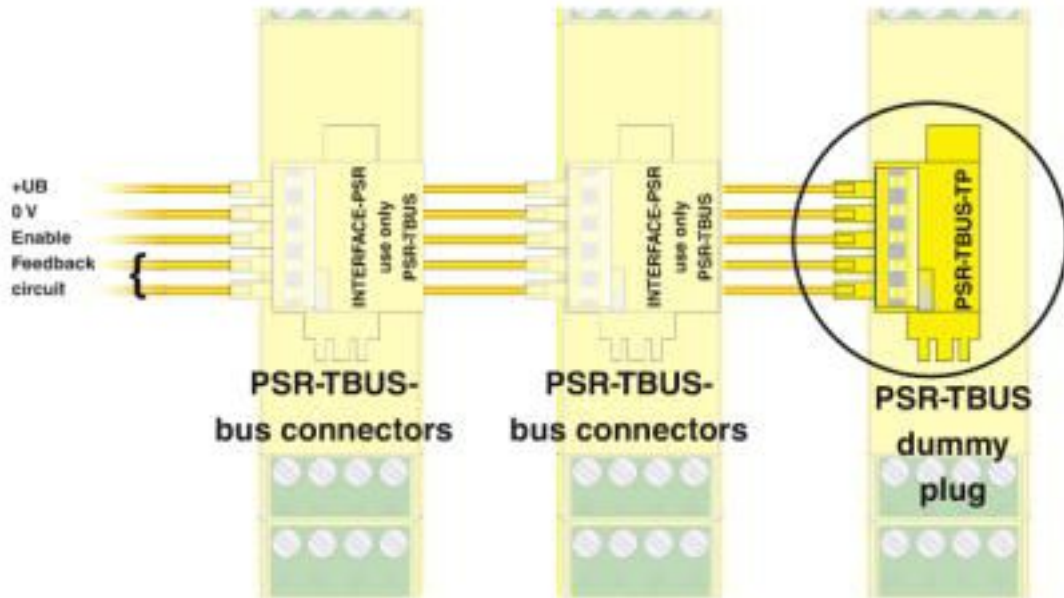 +UB
0 V
Enable
Feedback
circuit
INTERFACE-PSR
use only
PSR-TBUS
INTERFACE-PSR
use only
PSR-TBUS
PSR-TBUS-TP
PSR-TBUS-
bus connectors
PSR-TBUS-
bus connectors
PSR-TBUS
dummy
plug